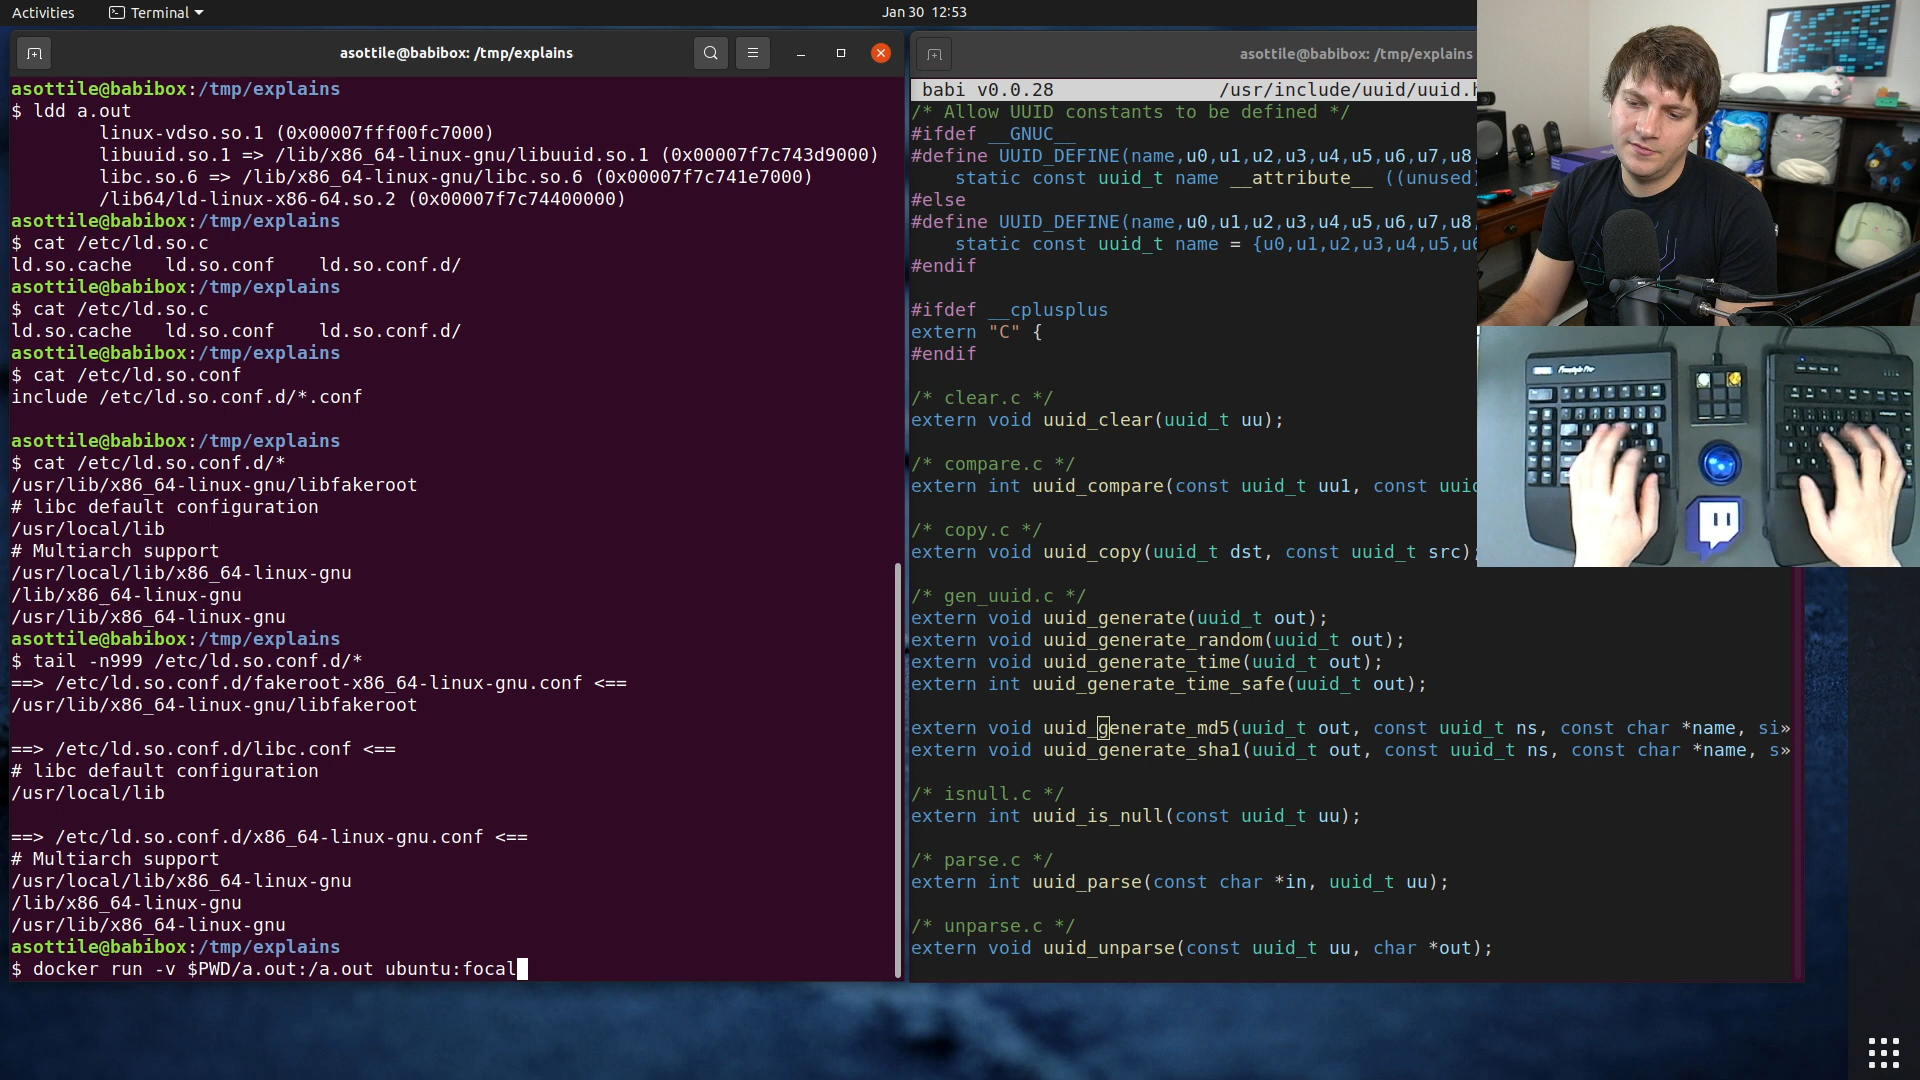 Activities
Terminal
Jan 30 12:53
asottile@babibox: /tmp/explains
asottile@babibox:/tmp/explains
$ ldd a.out
linux-vdso.so.1 (0x00007fff00fc7000)
libuuid.so.1 => /lib/x86_64-linux-gnu/libuuid.so.1 (0x00007f7c743d9000)
libc.so.6 => /lib/x86_64-linux-gnu/libc.so.6 (0x00007f7c741e7000)
/lib64/ld-linux-x86-64.so.2 (0x00007f7c74400000)
asottile@babibox:/tmp/explains
$ cat /etc/ld.so.c
ld.so.cache ld.so.conf ld.so.conf.d/
asottile@babibox:/tmp/explains
$ cat /etc/ld.so.c
ld.so.cache ld.so.conf ld.so.conf.d/
asottile@babibox:/tmp/explains
$ cat /etc/ld.so.conf
include /etc/ld.so.conf.d/*.conf
asottile@babibox:/tmp/explains
$ cat /etc/ld.so.conf.d/*
/usr/lib/x86_64-linux-gnu/libfakeroot
# libc default configuration
/usr/local/lib
# Multiarch support
/usr/local/lib/x86_64-linux-gnu
/lib/x86_64-linux-gnu
/usr/lib/x86_64-linux-gnu
asottile@babibox:/tmp/explains
$ tail -n999 /etc/ld.so.conf.d/*
==> /etc/ld.so.conf.d/fakeroot-x86_64-linux-gnu.conf <==
/usr/lib/x86_64-linux-gnu/libfakeroot
==> /etc/ld.so.conf.d/libc.conf <==
# libc default configuration
/usr/local/lib
==> /etc/ld.so.conf.d/x86_64-linux-gnu.conf <==
# Multiarch support
/usr/local/lib/x86_64-linux-gnu
/lib/x86_64-linux-gnu
/usr/lib/x86_64-linux-gnu
asottile@babibox:/tmp/explains
$ docker run -v $PWD/a.out:/a.out ubuntu:focal
asottile@babibox: /tmp/explains
babi v0.0.28 /usr/include/uuid/uuid.h
/* Allow UUID constants to be defined */
#ifdef __GNUC__
#define UUID_DEFINE(name,u0,u1,u2,u3,u4,u5,u6,u7,u8,
static const uuid_t name __attribute__ ((unused)
#else
#define UUID_DEFINE(name,u0,u1,u2,u3,u4,u5,u6,u7,u8,
static const uuid_t name = {u0,u1,u2,u3,u4,u5,u6
#endif
#ifdef __cplusplus
extern "C" {
#endif
/* clear.c */
extern void uuid_clear(uuid_t uu);
/* compare.c */
extern int uuid_compare(const uuid_t uu1, const uuid
/* copy.c */
extern void uuid_copy(uuid_t dst, const uuid_t src);
/* gen_uuid.c */
extern void uuid_generate(uuid_t out);
extern void uuid_generate_random(uuid_t out);
extern void uuid_generate_time(uuid_t out);
extern int uuid_generate_time_safe(uuid_t out);
extern void uuid_generate_md5(uuid_t out, const uuid_t ns, const char *name, si»
extern void uuid_generate_sha1(uuid_t out, const uuid_t ns, const char *name, s»
/* isnull.c */
extern int uuid_is_null(const uuid_t uu);
/* parse.c */
extern int uuid_parse(const char *in, uuid_t uu);
/* unparse.c */
extern void uuid_unparse(const uuid_t uu, char *out);
Freestyle Pro